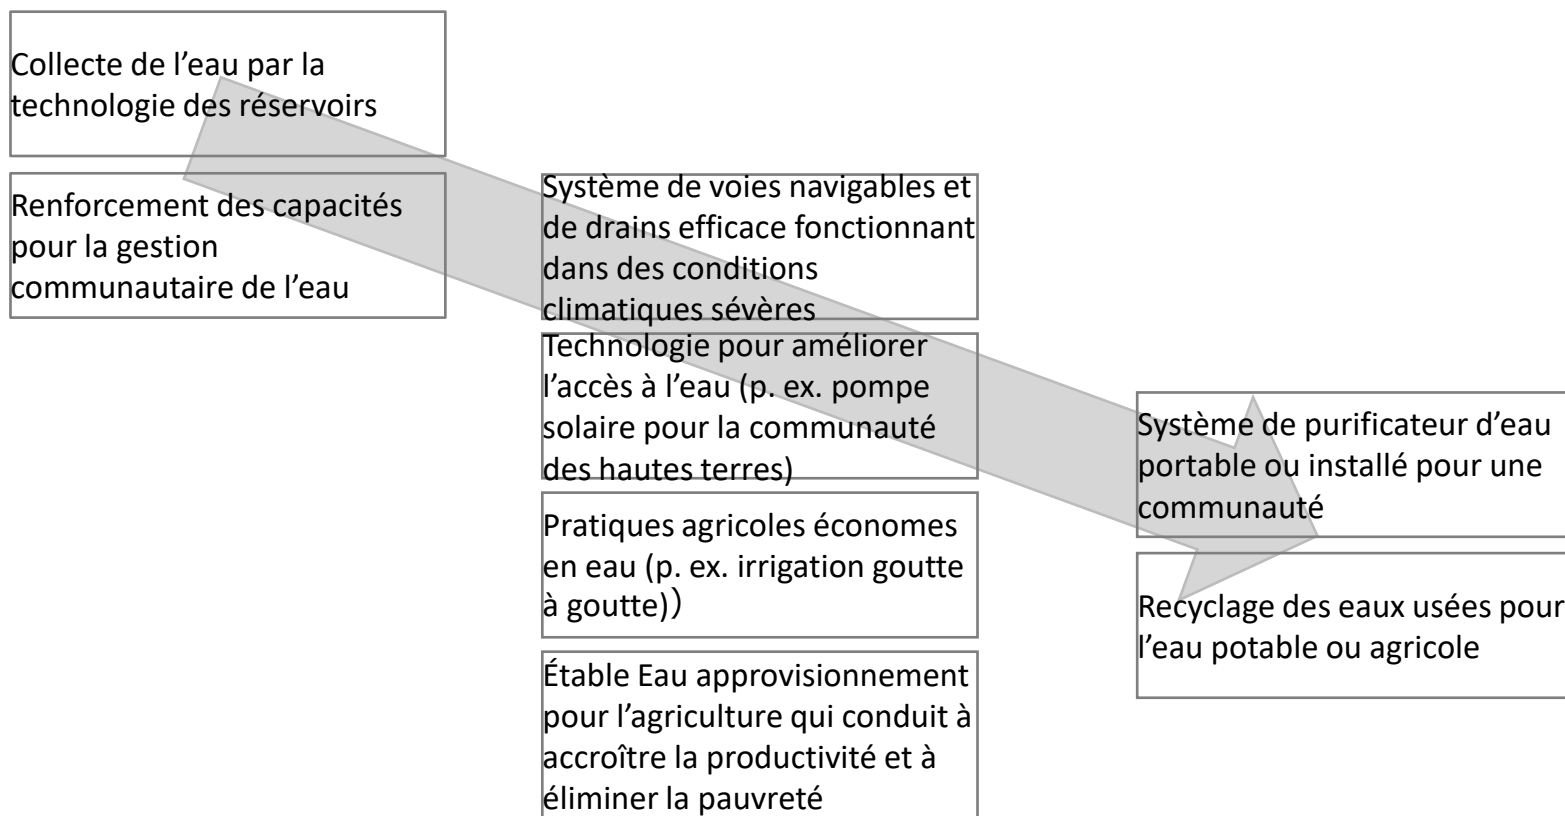 Collecte de l’eau par la
technologie des réservoirs
Renforcement des capacités
pour la gestion
communautaire de l’eau
Système de voies navigables et
de drains efficace fonctionnant
dans des conditions
climatiques sévères
Technologie pour améliorer
l’accès à l’eau (p. ex. pompe
solaire pour la communauté
des hautes terres)
Pratiques agricoles économes
en eau (p. ex. irrigation goutte
à goutte)）
Étable Eau approvisionnement
pour l’agriculture qui conduit à
accroître la productivité et à
éliminer la pauvreté
Système de purificateur d’eau
portable ou installé pour une
communauté
Recyclage des eaux usées pour
l’eau potable ou agricole